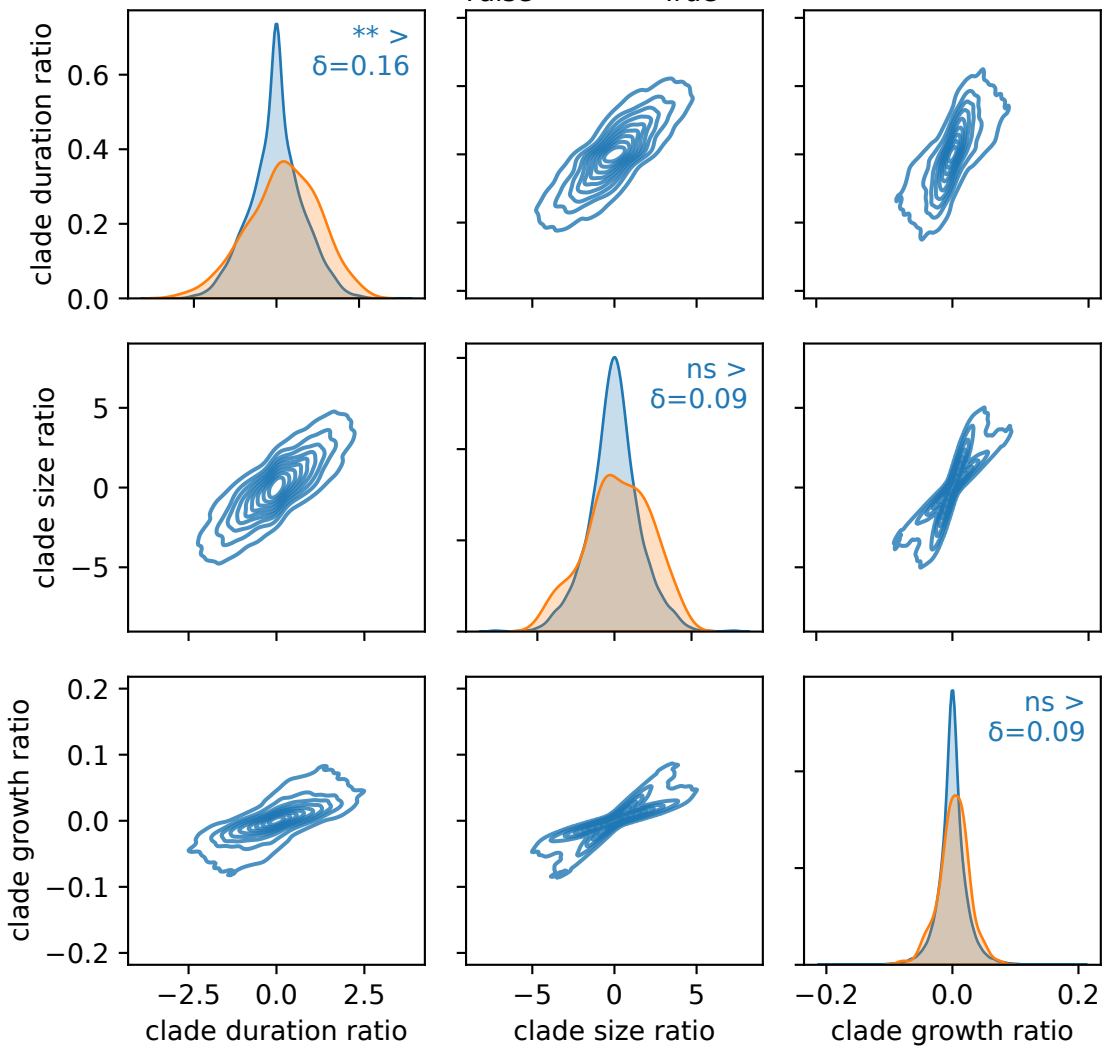 ** >
δ=0.16
clade duration ratio
0.6
0.4
0.2
0.0
ns >
δ=0.09
clade size ratio
5
0
−5
ns >
δ=0.09
clade growth ratio
0.2
0.1
0.0
−0.1
−0.2
−2.5 0.0 2.5
−5 0 5
−0.2 0.0 0.2
clade duration ratio
clade size ratio
clade growth ratio